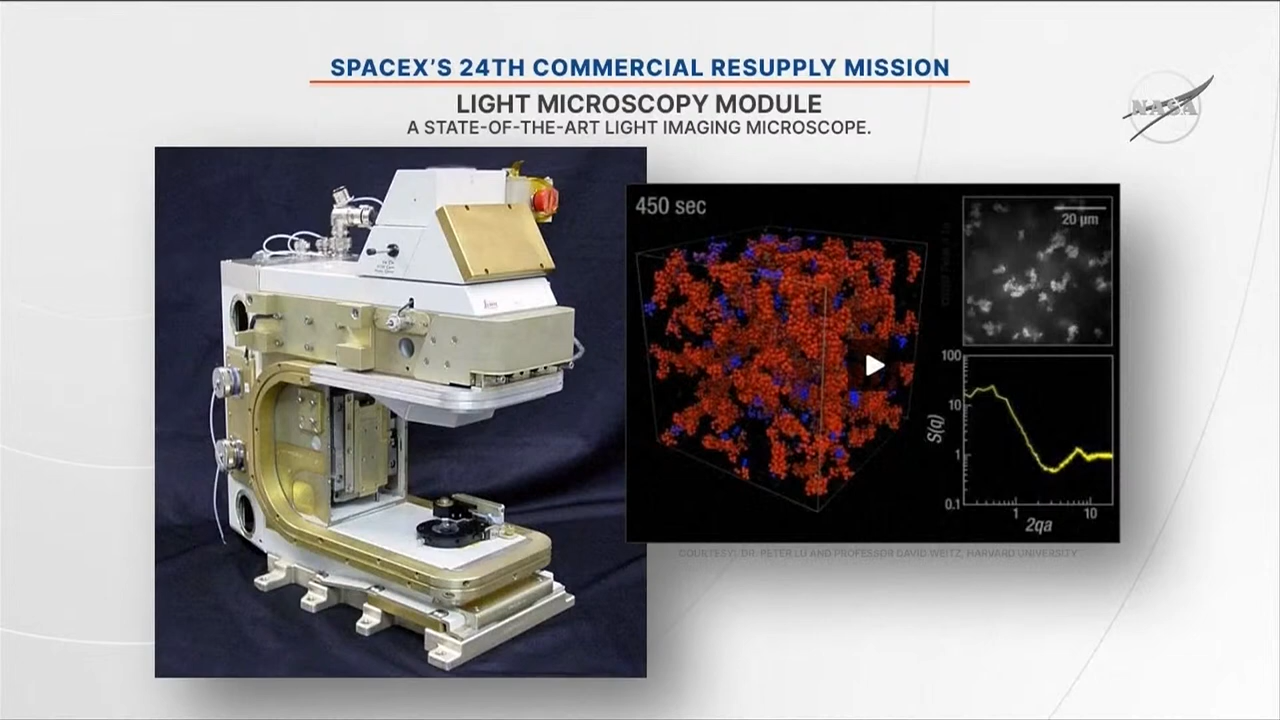 SPACEX'S 24TH COMMERCIAL RESUPPLY MISSION
LIGHT MICROSCOPY MODULE
A STATE-OF-THE-ART LIGHT IMAGING MICROSCOPE.
NASA
450 sec
20 µm
100
10
1
0.1
S(q)
1
10
2qa
COURTESY: DR. PETER LU AND PROFESSOR DAVID WEITZ, HARVARD UNIVERSITY